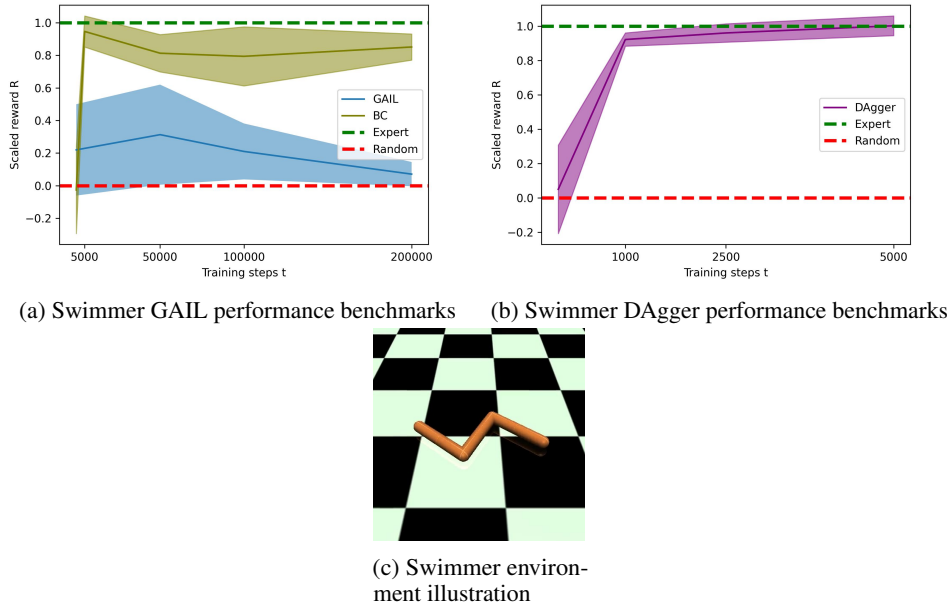 1.0
0.8
0.6
0.4
0.2
0.0
−0.2
Scaled reward R
GAIL
BC
Expert
Random
5000 50000 100000 200000
Training steps t
(a) Swimmer GAIL performance benchmarks
1.0
0.8
0.6
0.4
0.2
0.0
−0.2
Scaled reward R
DAgger
Expert
Random
1000 2500 5000
Training steps t
(b) Swimmer DAgger performance benchmarks
(c) Swimmer environ-
ment illustration